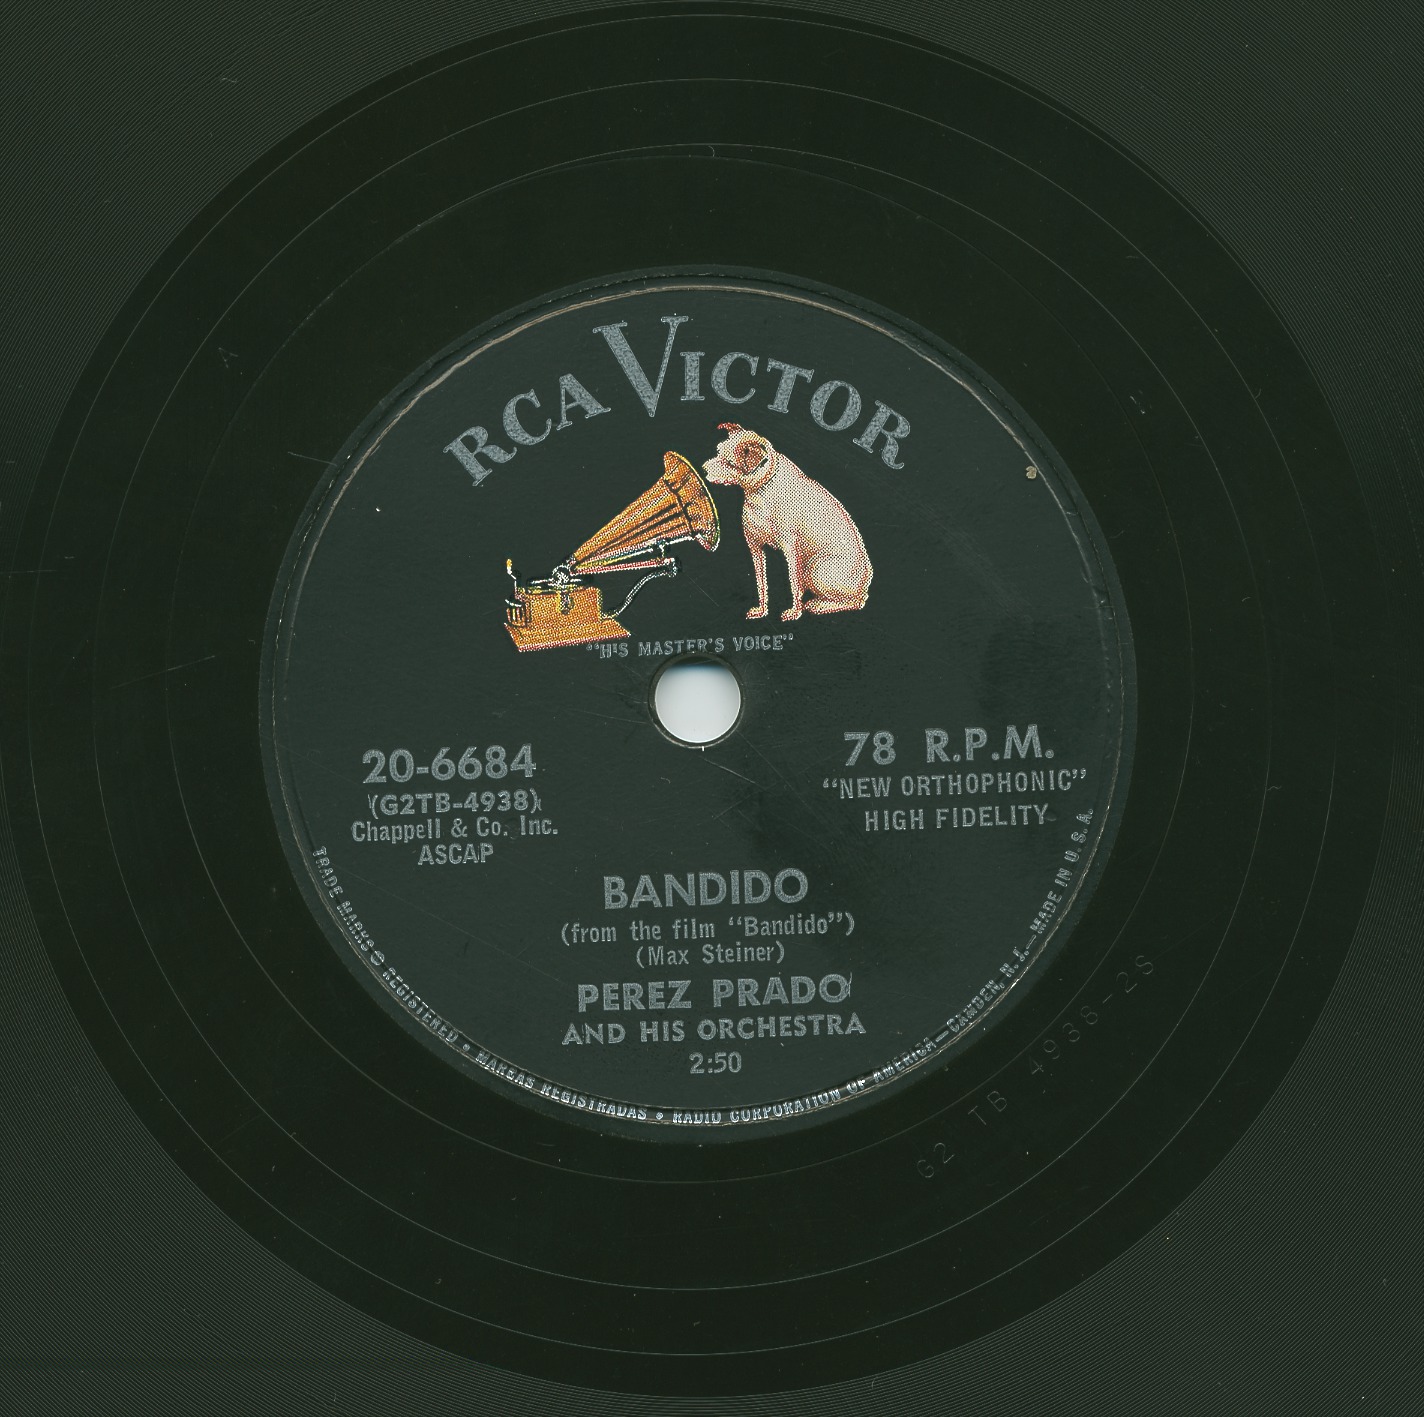 RCA VICTOR
"HIS MASTER'S VOICE"
20-6684
(G2TB-4938)
Chappell & Co. Inc.
ASCAP
78 R.P.M.
"NEW ORTHOPHONIC"
HIGH FIDELITY
BANDIDO
(from the film "Bandido")
(Max Steiner)
PEREZ PRADO
AND HIS ORCHESTRA
2:50
TRADE MARKS ® REGISTERED • MARCAS REGISTRADAS • RADIO CORPORATION OF AMERICA—CAMDEN, N. J.—MADE IN U.S.A.
G2 TB 4938-2S
A